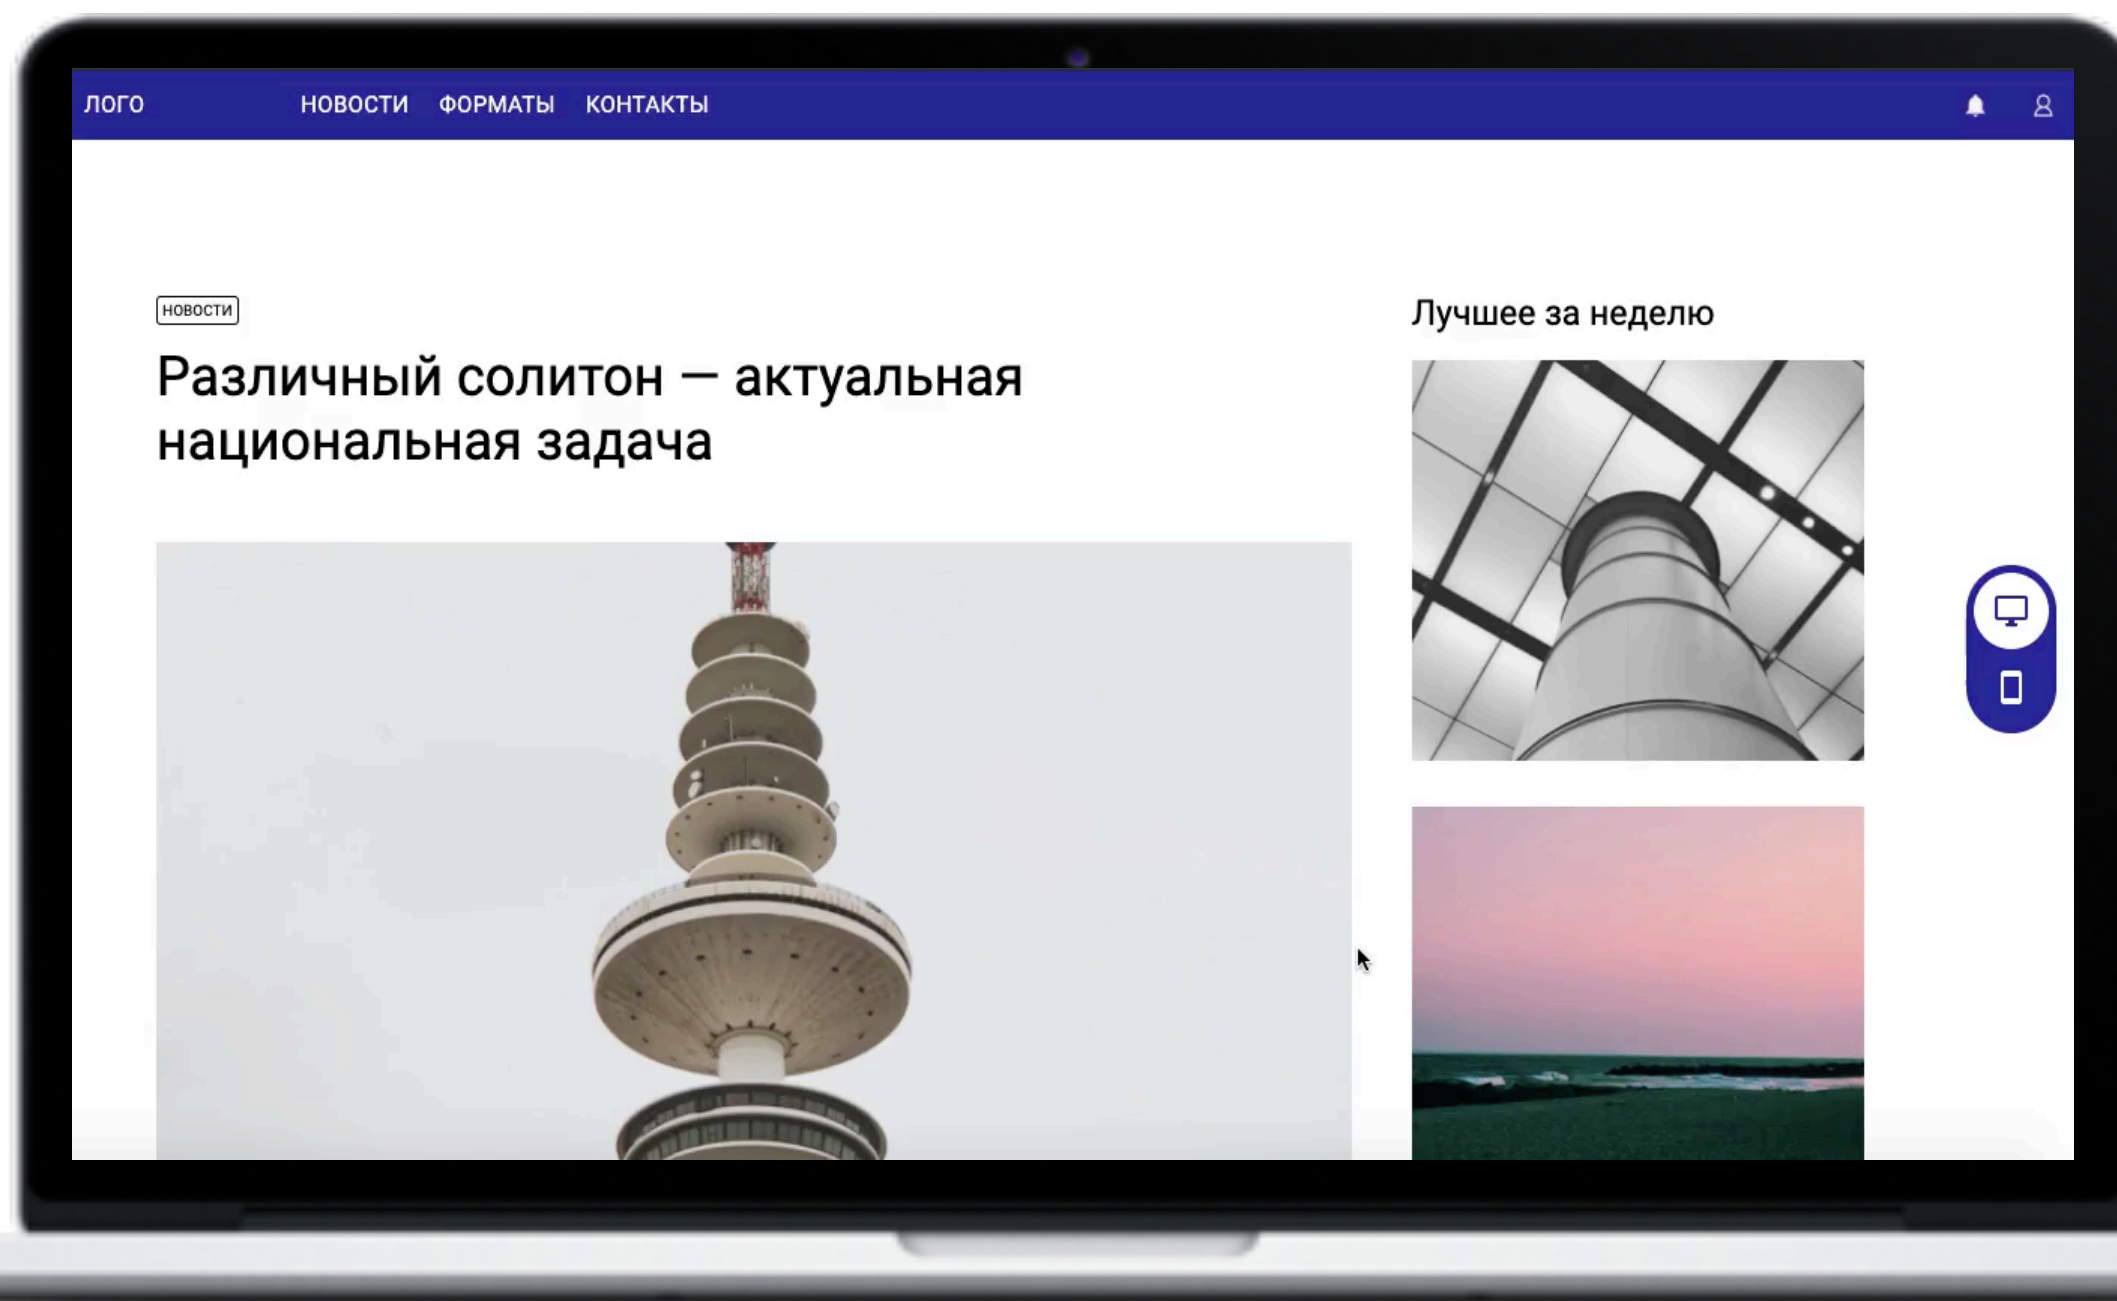 ЛОГО НОВОСТИ ФОРМАТЫ КОНТАКТЫ
НОВОСТИ
Различный солитон — актуальная
национальная задача
Лучшее за неделю